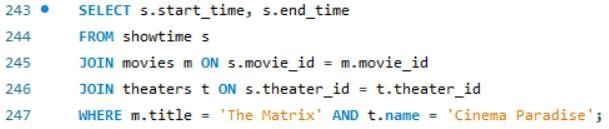 243 SELECT s.start_time, s.end_time
244 FROM showtime s
245 JOIN movies m ON s.movie_id = m.movie_id
246 JOIN theaters t ON s.theater_id = t.theater_id
247 WHERE m.title = 'The Matrix' AND t.name = 'Cinema Paradise';